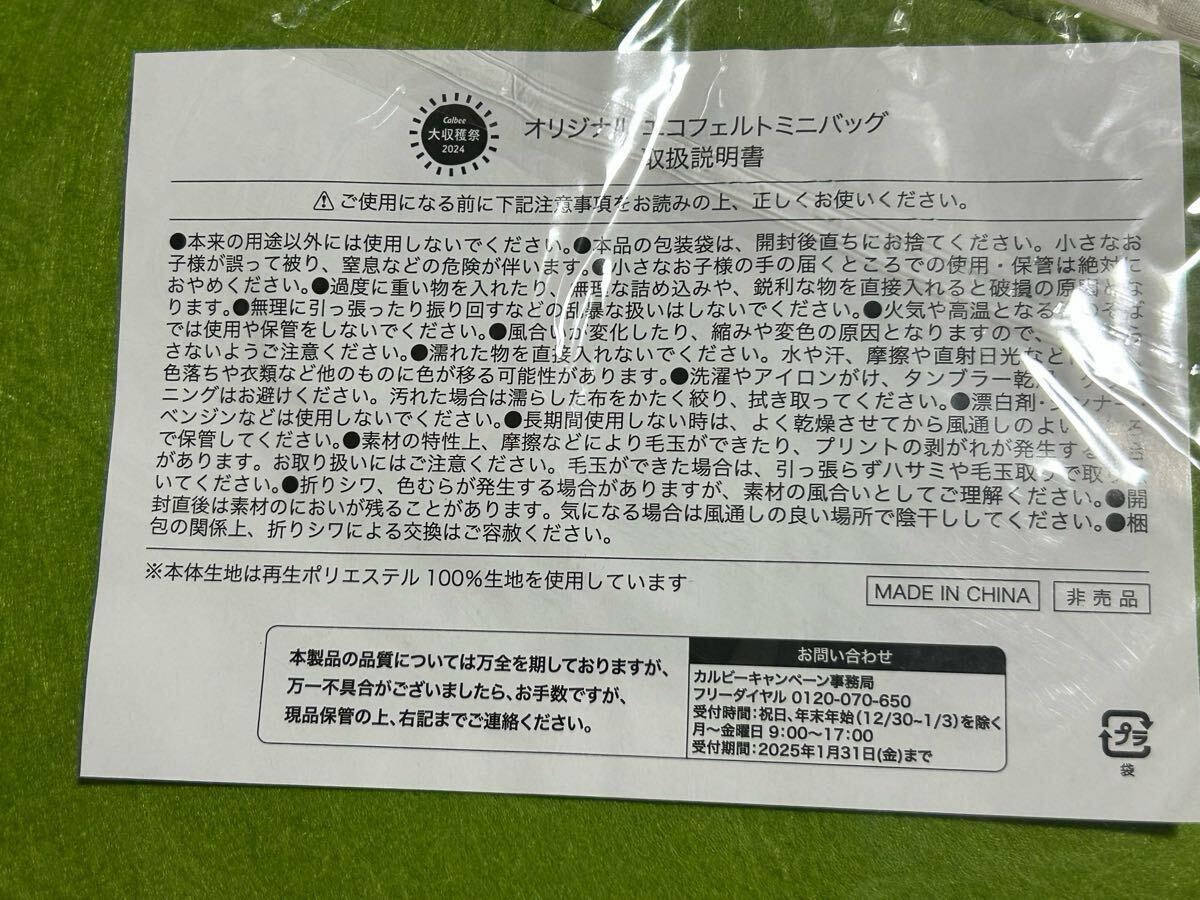 Calbee
大収穫祭
2024
オリジナル エコフェルトミニバッグ
取扱説明書
⚠ご使用になる前に下記注意事項をお読みの上、正しくお使いください。
●本来の用途以外には使用しないでください。●本品の包装袋は、開封後直ちにお捨てください。小さなお
子様が誤って被り、窒息などの危険が伴います。●小さなお子様の手の届くところでの使用・保管は絶対に
おやめください。●過度に重い物を入れたり、無理な詰め込みや、鋭利な物を直接入れると破損の原因とな
ります。●無理に引っ張ったり振り回すなどの乱暴な扱いはしないでください。●火気や高温となる
では使用や保管をしないでください。●風合いが変化したり、縮みや変色の原因となりますので、
さないようご注意ください。●濡れた物を直接入れないでください。水や汗、摩擦や直射日光など
色落ちや衣類など他のものに色が移る可能性があります。●洗濯やアイロンがけ、タンブラー乾
ニングはお避けください。汚れた場合は濡らした布をかたく絞り、拭き取ってください。●漂白剤・シンナー・
ベンジンなどは使用しないでください。●長期間使用しない時は、よく乾燥させてから風通しのよい
で保管してください。●素材の特性上、摩擦などにより毛玉ができたり、プリントの剥がれが発生する
があります。お取り扱いにはご注意ください。毛玉ができた場合は、引っ張らずハサミや毛玉取りで取
いてください。●折りシワ、色むらが発生する場合がありますが、素材の風合いとしてご理解ください。●開
封直後は素材のにおいが残ることがあります。気になる場合は風通しの良い場所で陰干ししてください。●梱
包の関係上、折りシワによる交換はご容赦ください。
※本体生地は再生ポリエステル100%生地を使用しています
MADE IN CHINA
非売品
本製品の品質については万全を期しておりますが、
万一不具合がございましたら、お手数ですが、
現品保管の上、右記までご連絡ください。
お問い合わせ
カルビーキャンペーン事務局
フリーダイヤル 0120-070-650
受付時間：祝日、年末年始（12/30~1/3）を除く
月～金曜日 9:00～17:00
受付期間：2025年1月31日(金)まで
プラ
袋